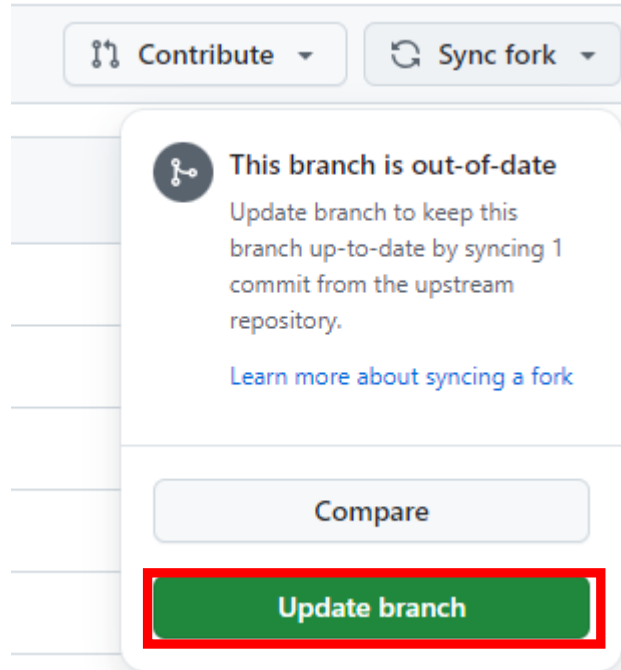 Contribute
Sync fork
This branch is out-of-date
Update branch to keep this
branch up-to-date by syncing 1
commit from the upstream
repository.
Learn more about syncing a fork
Compare
Update branch